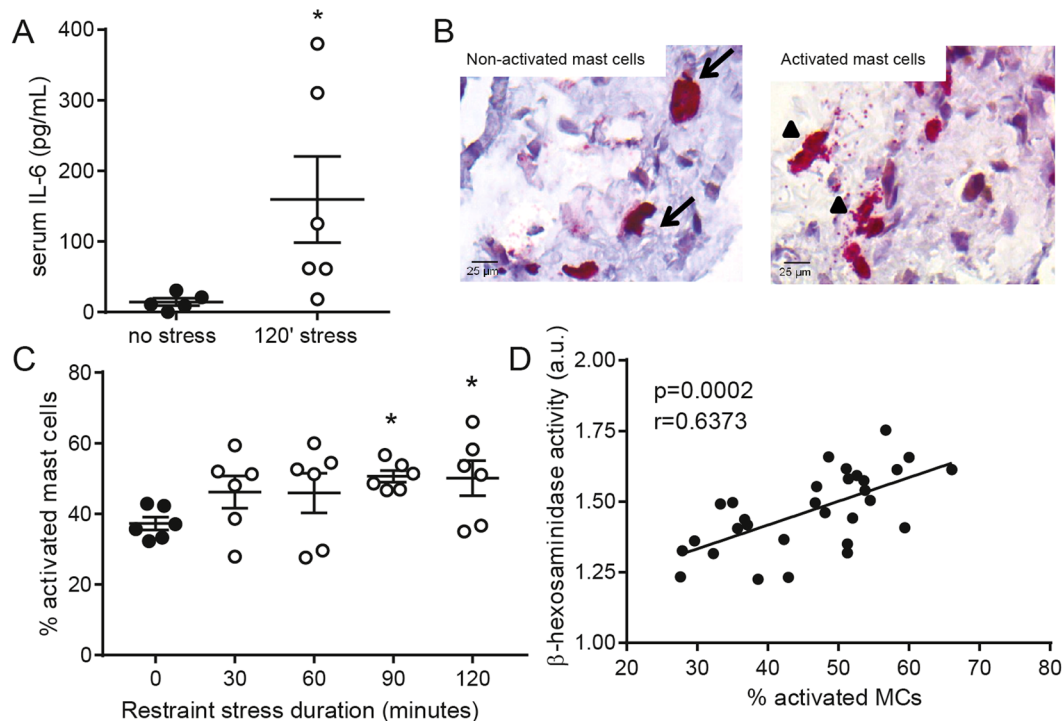 A
*
400
300
200
100
0
serum IL-6 (pg/mL)
no stress
120' stress
B
Non-activated mast cells
25 µm
Activated mast cells
25 µm
C
*
*
80
60
40
20
0
% activated mast cells
0
30
60
90
120
Restraint stress duration (minutes)
D
p=0.0002
r=0.6373
2.00
1.75
1.50
1.25
1.00
β-hexosaminidase activity (a.u.)
20
30
40
50
60
70
80
% activated MCs